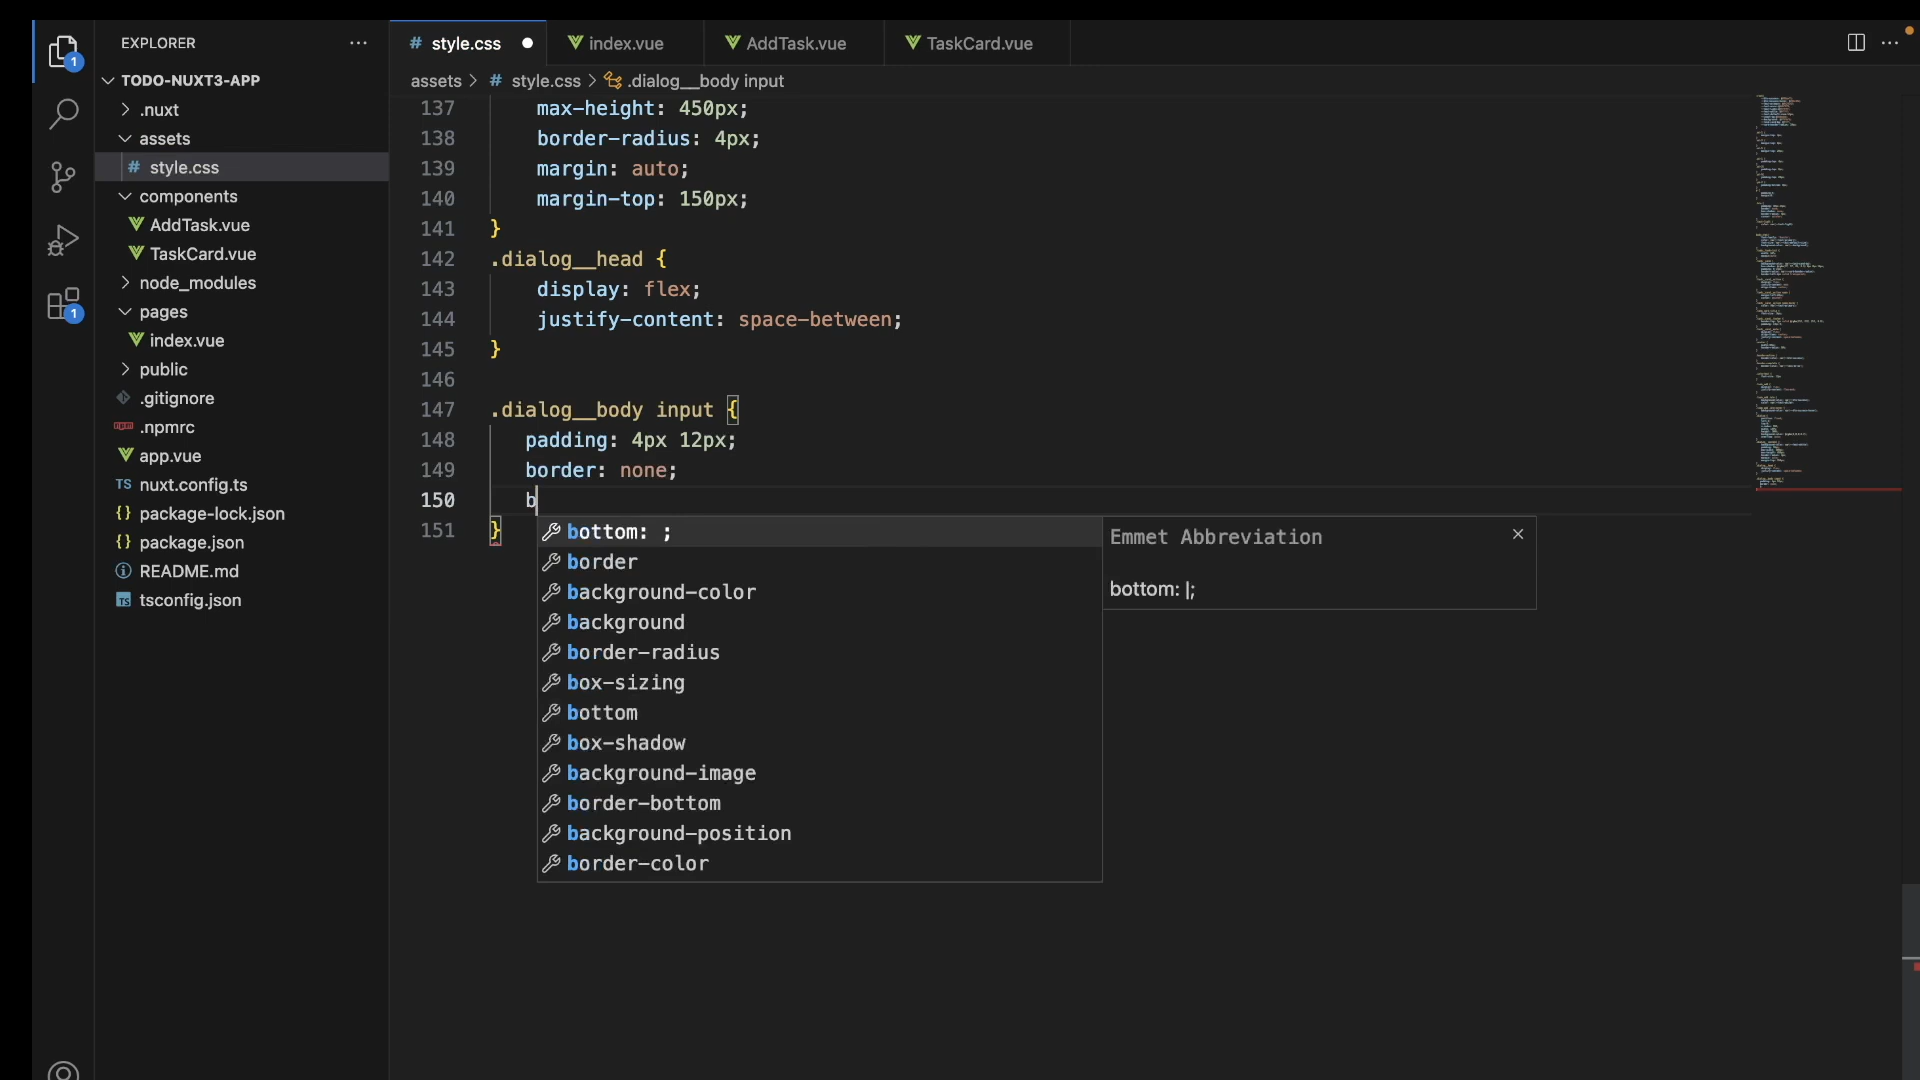 EXPLORER
TODO-NUXT3-APP
.nuxt
assets
# style.css
components
AddTask.vue
TaskCard.vue
node_modules
pages
index.vue
public
.gitignore
.npmrc
app.vue
TS nuxt.config.ts
{} package-lock.json
{} package.json
README.md
tsconfig.json
1
1
# style.css
index.vue
AddTask.vue
TaskCard.vue
assets > # style.css > .dialog__body input
137 max-height: 450px;
138 border-radius: 4px;
139 margin: auto;
140 margin-top: 150px;
141 }
142 .dialog__head {
143 display: flex;
144 justify-content: space-between;
145 }
146
147 .dialog__body input {
148 padding: 4px 12px;
149 border: none;
150 b
151 }
bottom: ;
border
background-color
background
border-radius
box-sizing
bottom
box-shadow
background-image
border-bottom
background-position
border-color
Emmet Abbreviation
bottom: |;